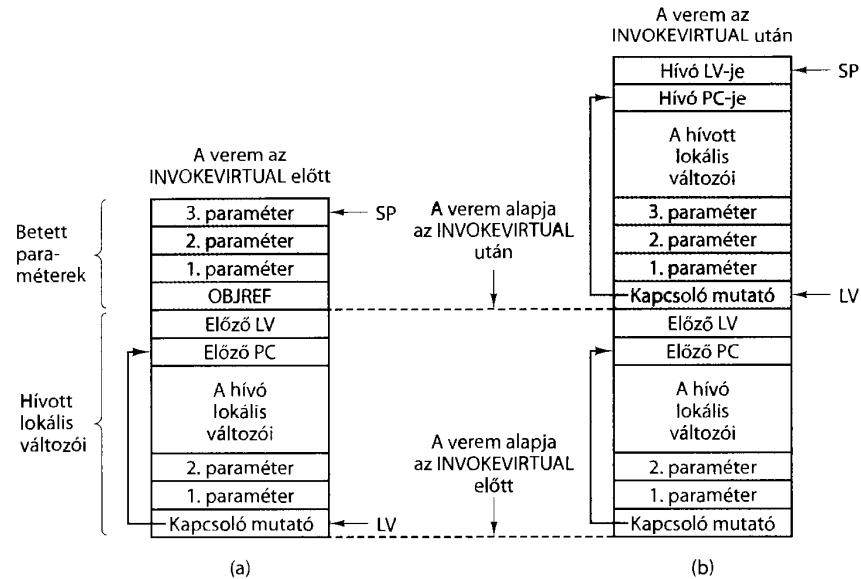 A verem az
INVOKEVIRTUAL előtt
3. paraméter
SP
2. paraméter
1. paraméter
OBJREF
Előző LV
Előző PC
A hívó
lokális
változói
2. paraméter
1. paraméter
Kapcsoló mutató
LV
Betett
para-
méterek
Hívott
lokális
változói
(a)
A verem alapja
az INVOKEVIRTUAL
után
A verem alapja
az INVOKEVIRTUAL
előtt
A verem az
INVOKEVIRTUAL után
Hívó LV-je
SP
Hívó PC-je
A hívott
lokális
változói
3. paraméter
2. paraméter
1. paraméter
Kapcsoló mutató
LV
Előző LV
Előző PC
A hívó
lokális
változói
2. paraméter
1. paraméter
Kapcsoló mutató
(b)